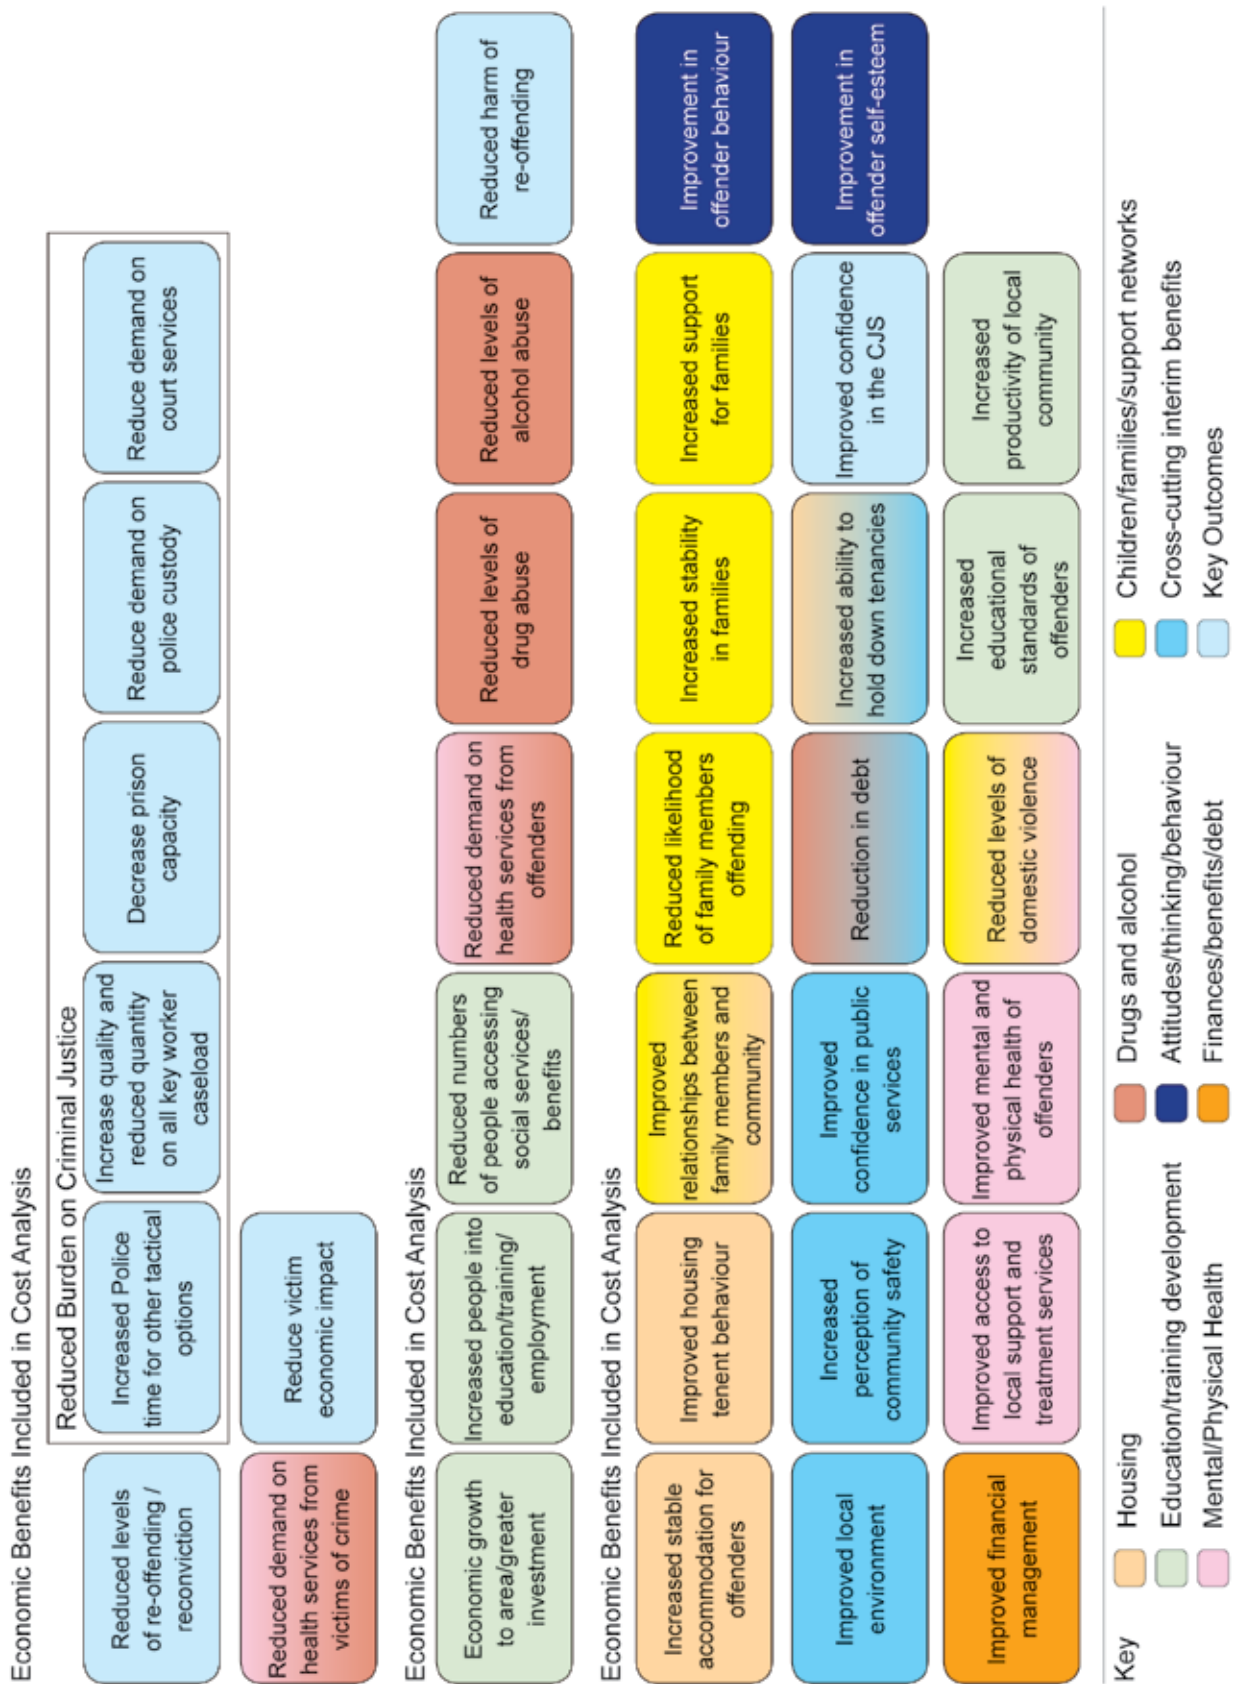 Economic Benefits Included in Cost Analysis
Reduced Burden on Criminal Justice
Reduced levels
of re-offending /
reconviction
Increased Police
time for other tactical
options
Increase quality and
reduced quantity
on all key worker
caseload
Decrease prison
capacity
Reduce demand on
police custody
Reduce demand on
court services
Reduced demand on
health services from
victims of crime
Reduce victim
economic impact
Economic Benefits Included in Cost Analysis
Economic growth
to area/greater
investment
Increased people into
education/training/
employment
Reduced numbers
of people accessing
social services/
benefits
Reduced demand on
health services from
offenders
Reduced levels of
drug abuse
Reduced levels of
alcohol abuse
Reduced harm of
re-offending
Economic Benefits Included in Cost Analysis
Increased stable
accommodation for
offenders
Improved housing
tenent behaviour
Improved
relationships between
family members and
community
Reduced likelihood
of family members
offending
Increased stability
in families
Increased support
for families
Improvement in
offender behaviour
Improved local
environment
Increased
perception of
community safety
Improved
confidence in public
services
Reduction in debt
Increased ability to
hold down tenancies
Improved confidence
in the CJS
Improvement in
offender self-esteem
Improved financial
management
Improved access to
local support and
treatment services
Improved mental and
physical health of
offenders
Reduced levels of
domestic violence
Increased
educational
standards of
offenders
Increased
productivity of local
community
Key
Housing
Education/training development
Mental/Physical Health
Drugs and alcohol
Attitudes/thinking/behaviour
Finances/benefits/debt
Children/families/support networks
Cross-cutting interim benefits
Key Outcomes